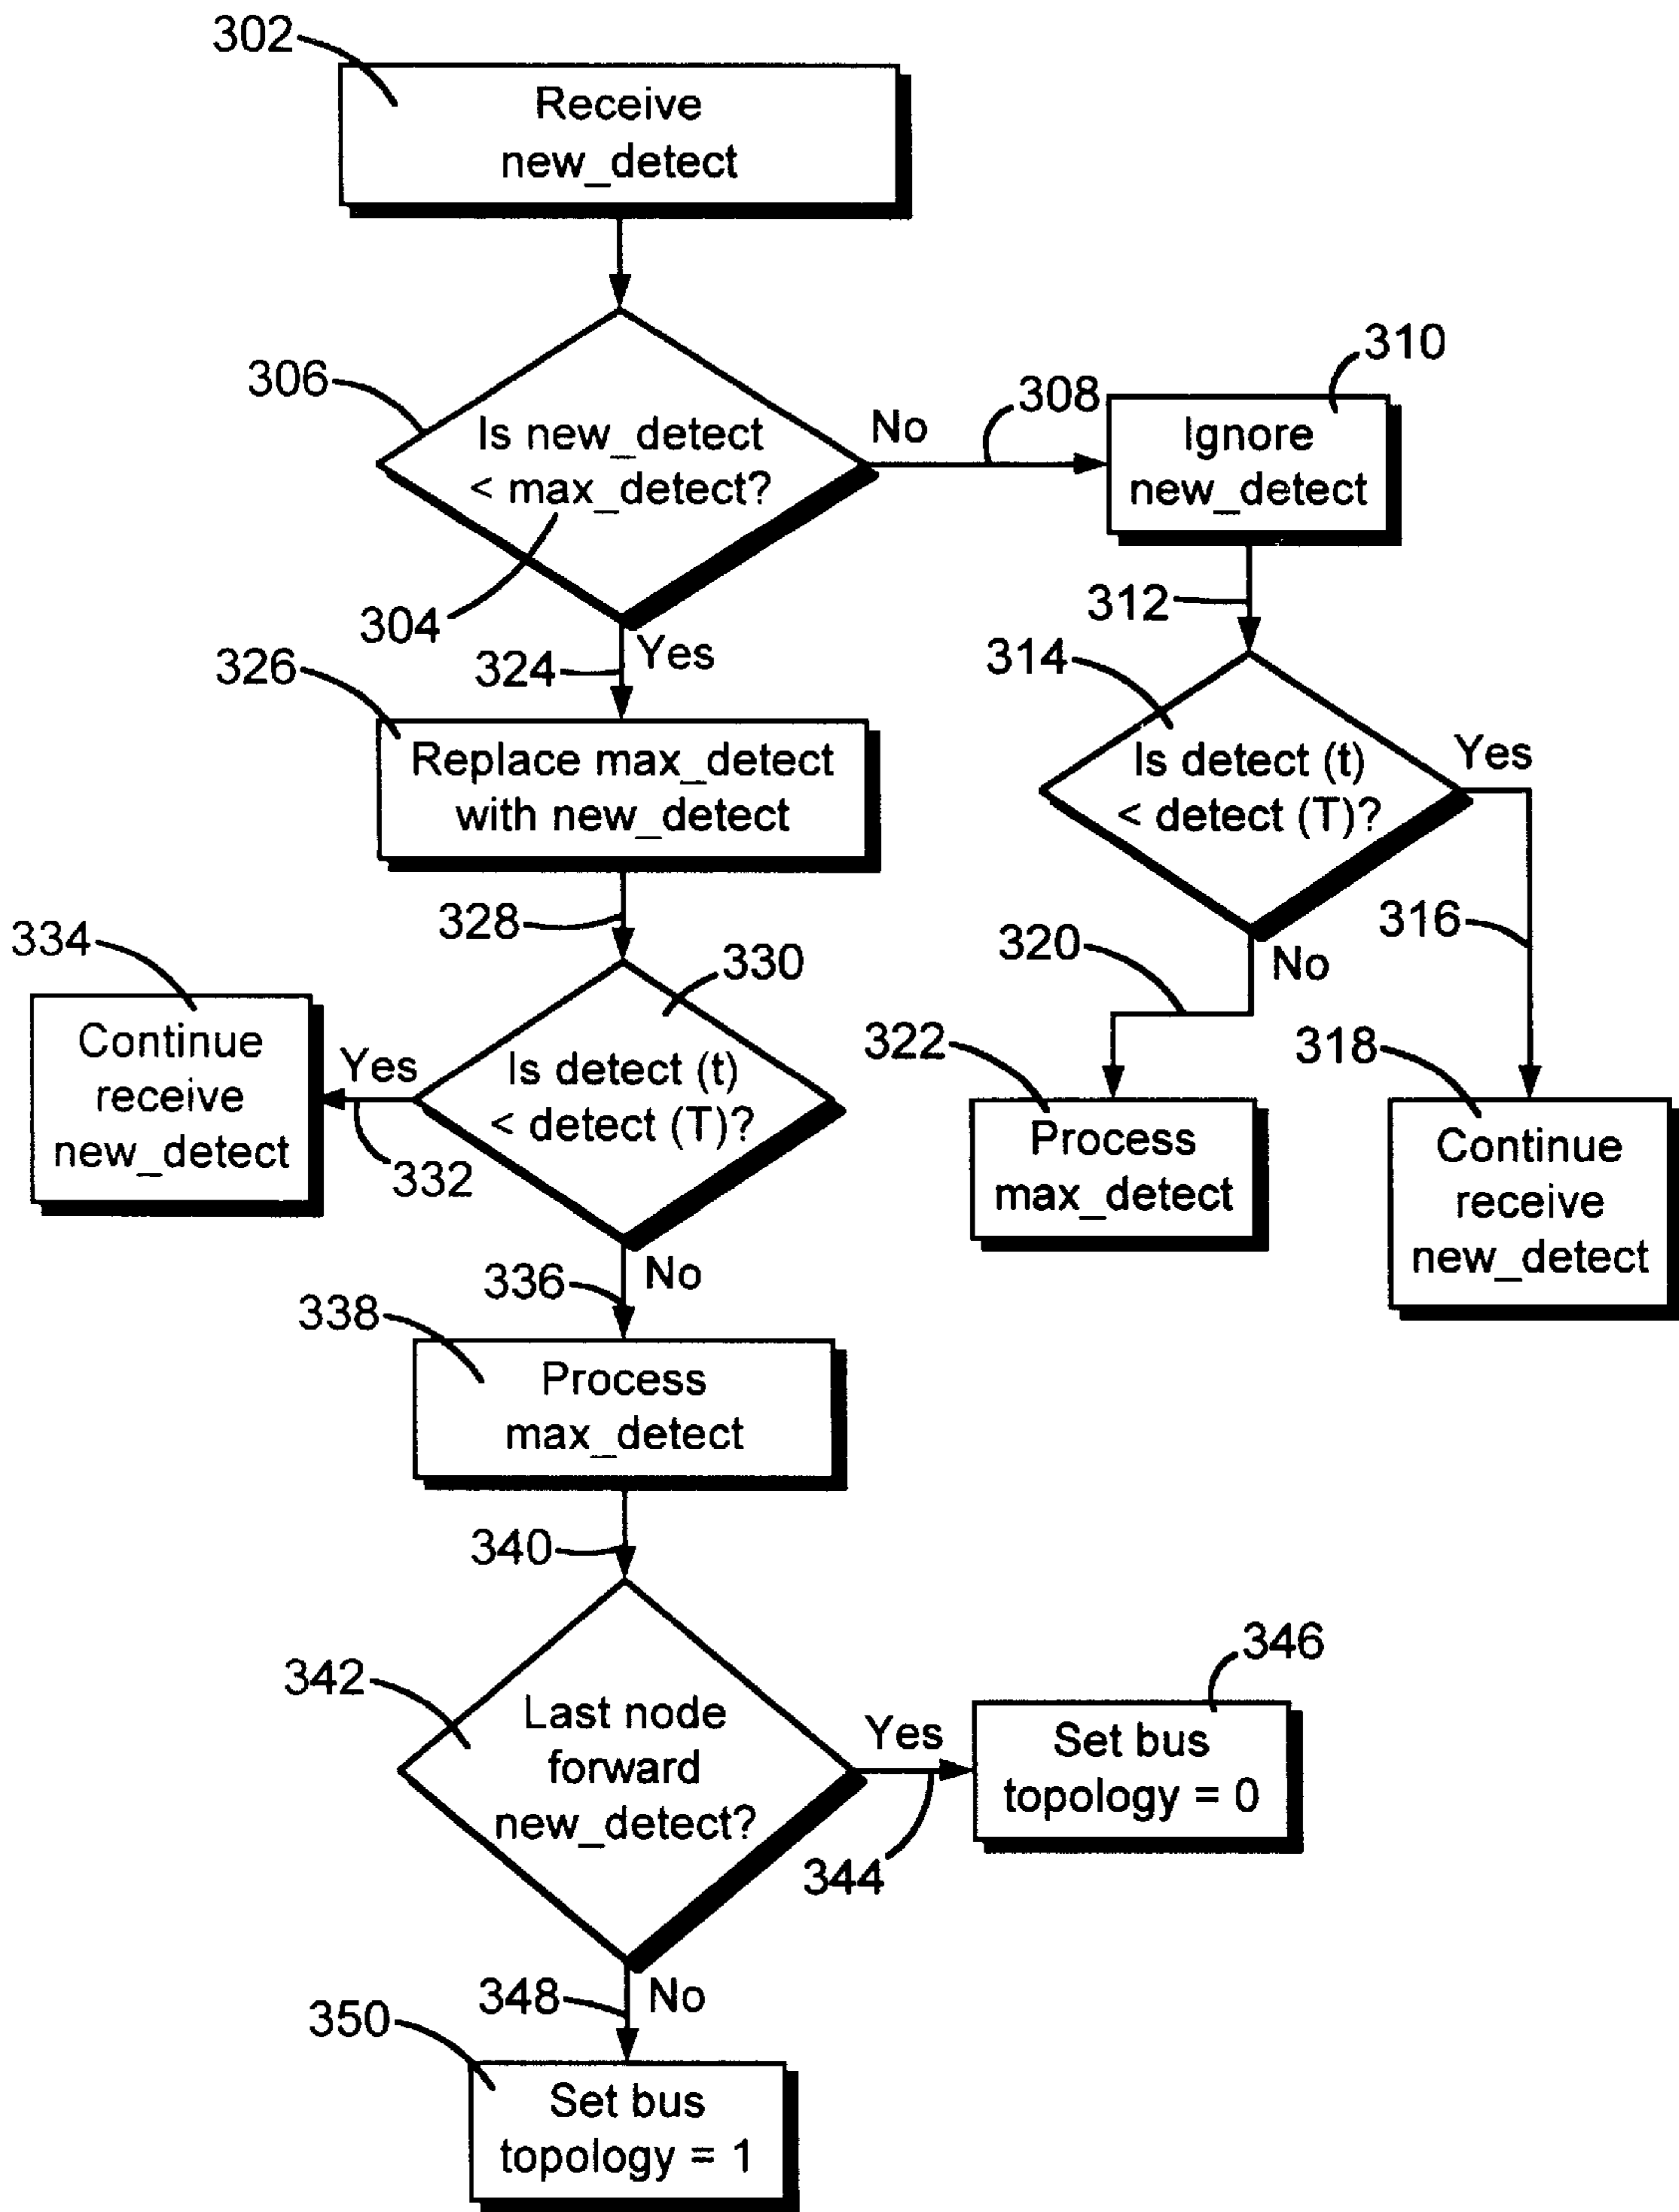 302
Receive
new_detect
306
Is new_detect
< max_detect?
304
No
308
310
Ignore
new_detect
312
314
Is detect (t)
< detect (T)?
Yes
316
318
Continue
receive
new_detect
No
320
322
Process
max_detect
324
Yes
326
Replace max_detect
with new_detect
328
330
Is detect (t)
< detect (T)?
Yes
332
334
Continue
receive
new_detect
336
No
338
Process
max_detect
340
342
Last node
forward
new_detect?
Yes
344
346
Set bus
topology = 0
348
No
350
Set bus
topology = 1